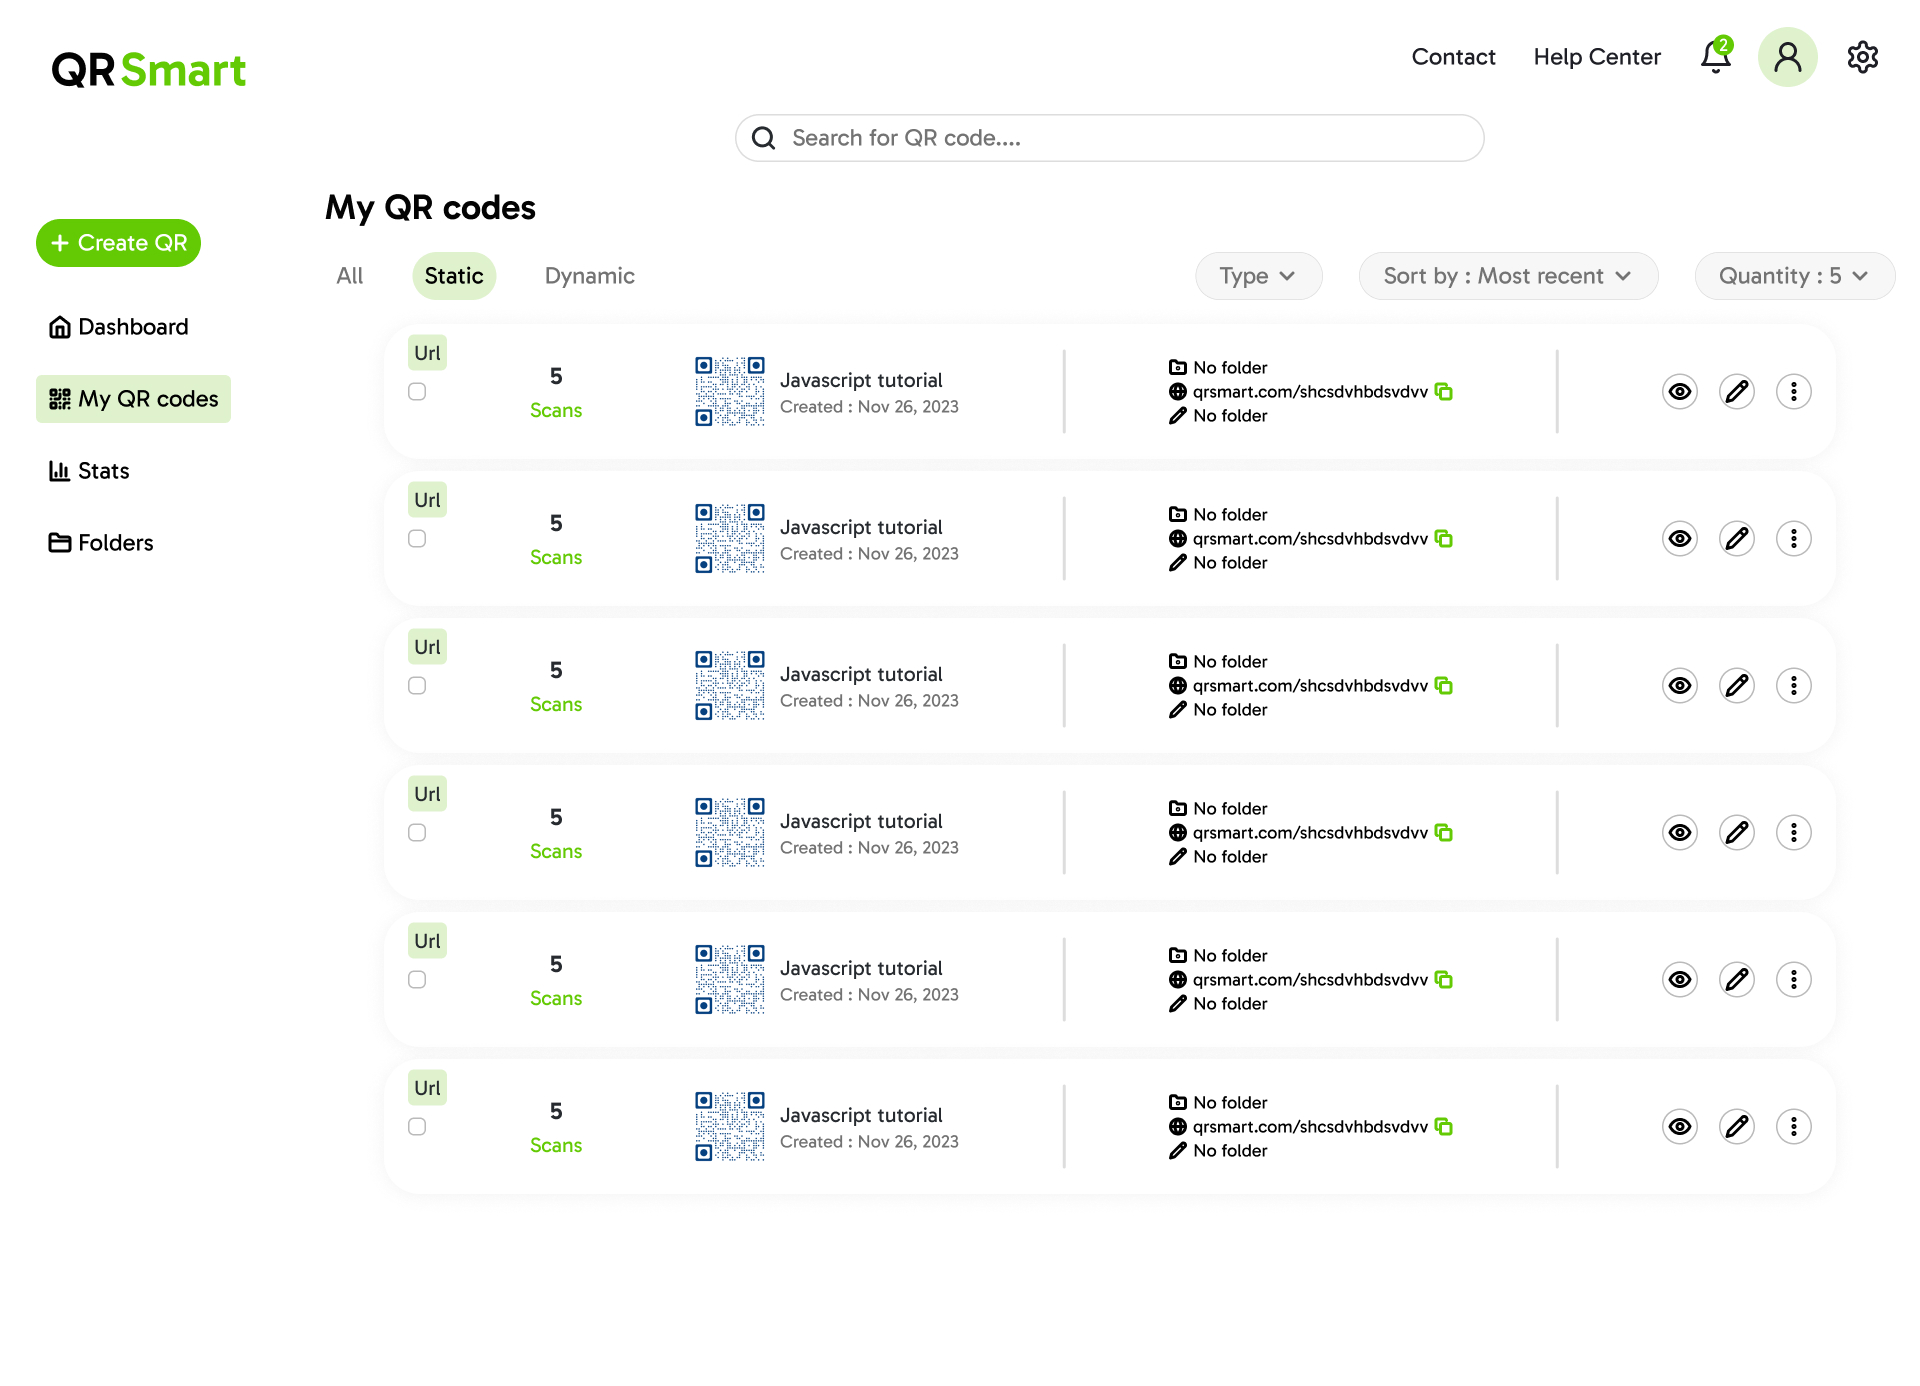 QRSmart
Contact
Help Center
2
Search for QR code....
My QR codes
+ Create QR
All
Static
Dynamic
Type
Sort by : Most recent
Quantity : 5
Dashboard
My QR codes
Stats
Folders
Url
5
Scans
Javascript tutorial
Created : Nov 26, 2023
No folder
qrsmart.com/shcsdvhbdsvdvv
No folder
Url
5
Scans
Javascript tutorial
Created : Nov 26, 2023
No folder
qrsmart.com/shcsdvhbdsvdvv
No folder
Url
5
Scans
Javascript tutorial
Created : Nov 26, 2023
No folder
qrsmart.com/shcsdvhbdsvdvv
No folder
Url
5
Scans
Javascript tutorial
Created : Nov 26, 2023
No folder
qrsmart.com/shcsdvhbdsvdvv
No folder
Url
5
Scans
Javascript tutorial
Created : Nov 26, 2023
No folder
qrsmart.com/shcsdvhbdsvdvv
No folder
Url
5
Scans
Javascript tutorial
Created : Nov 26, 2023
No folder
qrsmart.com/shcsdvhbdsvdvv
No folder